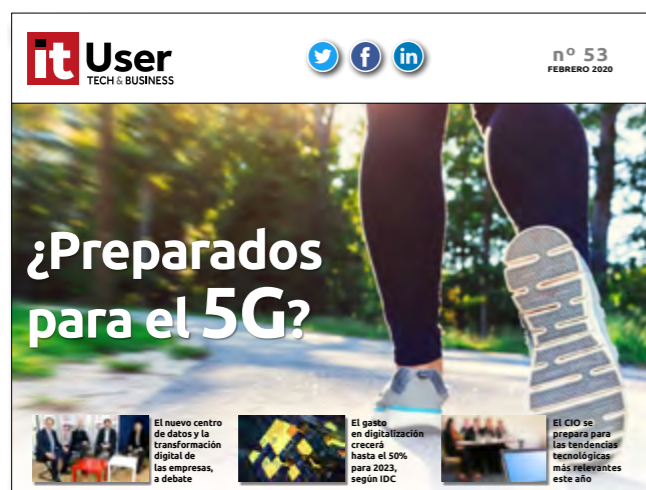 it User
TECH & BUSINESS
nº 53
FEBRERO 2020
¿Preparados
para el 5G?
El nuevo centro
de datos y la
transformación
digital de
las empresas,
a debate
El gasto
en digitalización
crecerá
hasta el 50%
para 2023,
según IDC
El CIO se
prepara para
las tendencias
tecnológicas
más relevantes
este año